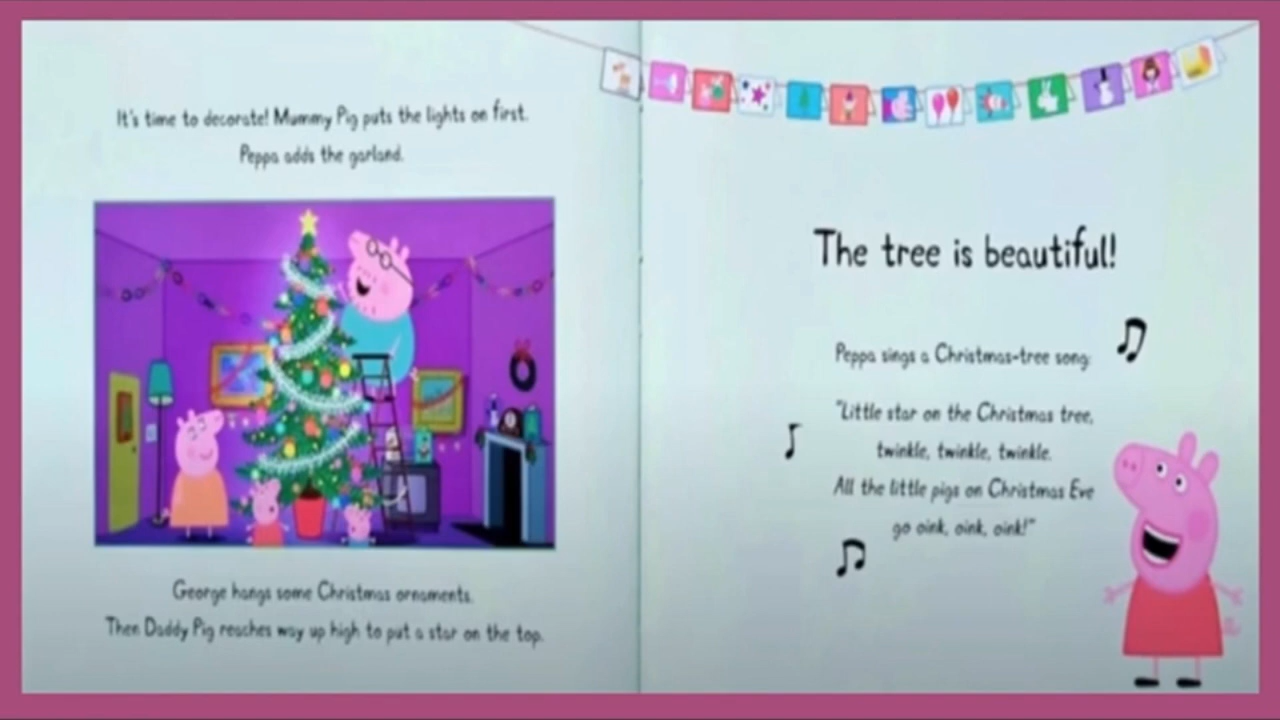 It's time to decorate! Mummy Pig puts the lights on first.
Peppa adds the garland.
George hangs some Christmas ornaments.
Then Daddy Pig reaches way up high to put a star on the top.
The tree is beautiful!
Peppa sings a Christmas-tree song:
"Little star on the Christmas tree,
twinkle, twinkle, twinkle.
All the little pigs on Christmas Eve
go oink, oink, oink!"